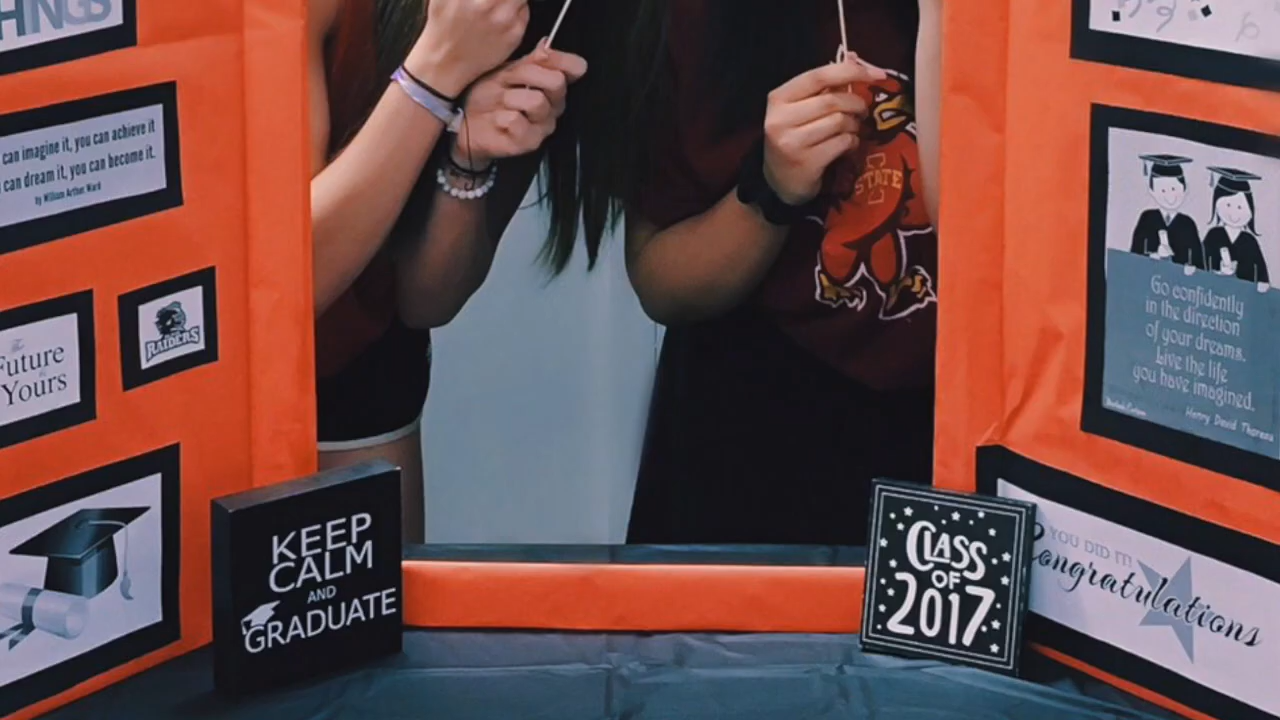 THINGS
can imagine it, you can achieve it
can dream it, you can become it.
by William Arthur Ward
Future
Yours
RAIDERS
KEEP
CALM
AND
GRADUATE
STATE
CLASS
OF
2017
Go confidently
in the direction
of your dreams.
Live the life
you have imagined.
Henry David Thoreau
YOU DID IT!
Congratulations